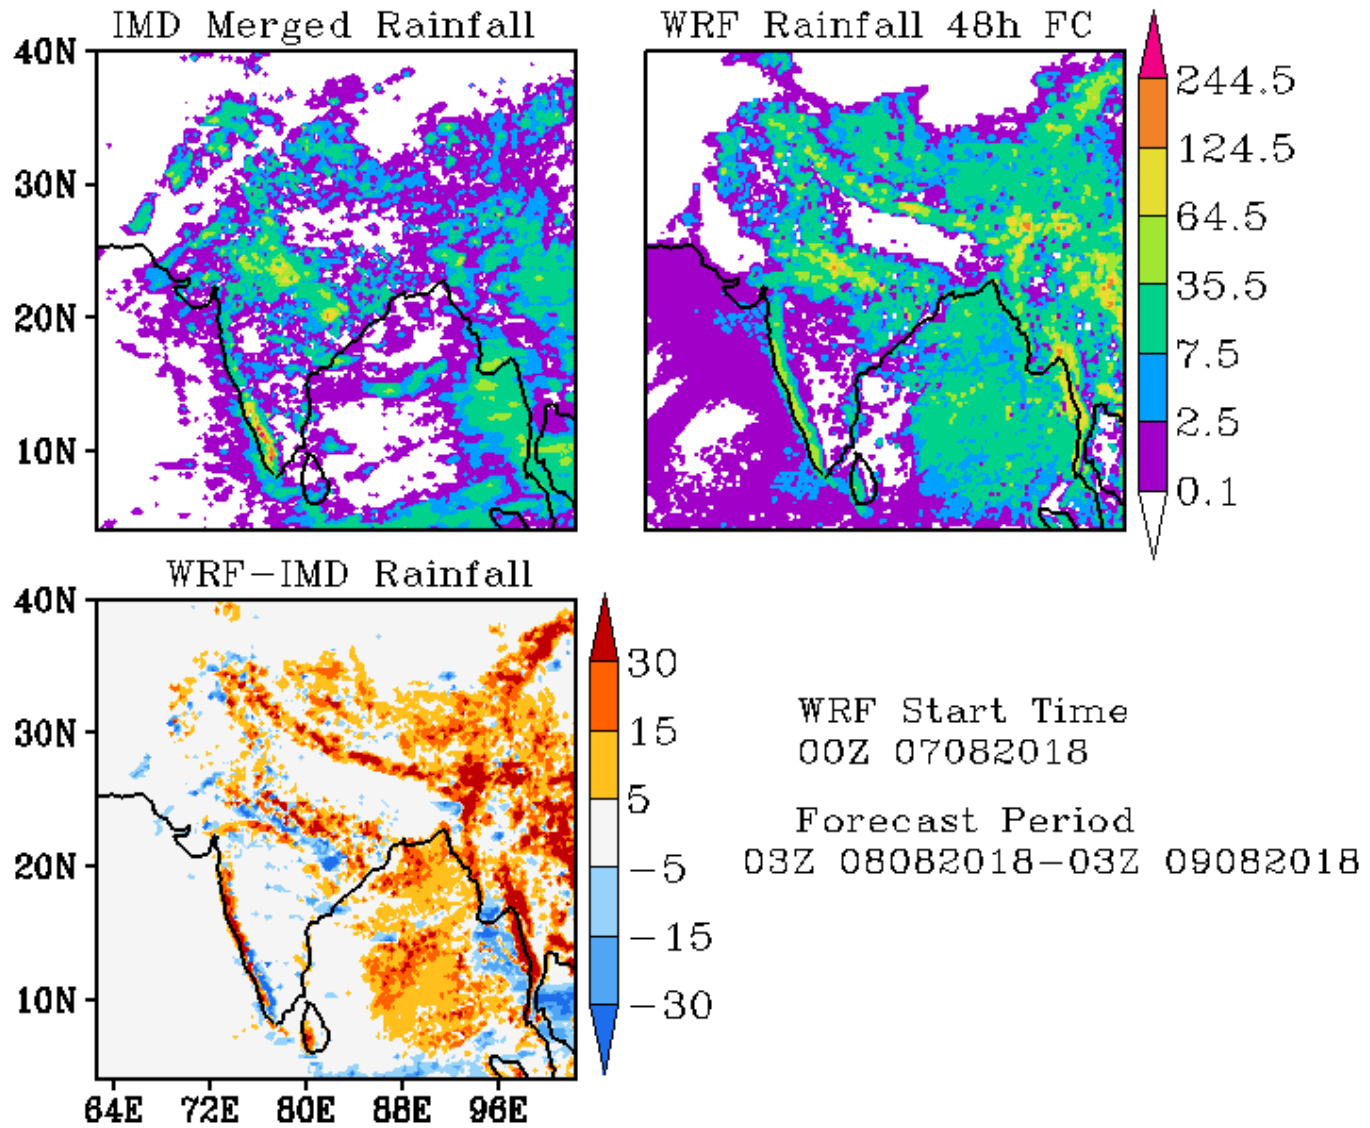 IMD Merged Rainfall
WRF Rainfall 48h FC
40N
30N
20N
10N
244.5
124.5
64.5
35.5
7.5
2.5
0.1
WRF-IMD Rainfall
40N
30N
20N
10N
64E 72E 80E 88E 96E
30
15
5
-5
-15
-30
WRF Start Time
00Z 07082018
Forecast Period
03Z 08082018-03Z 09082018